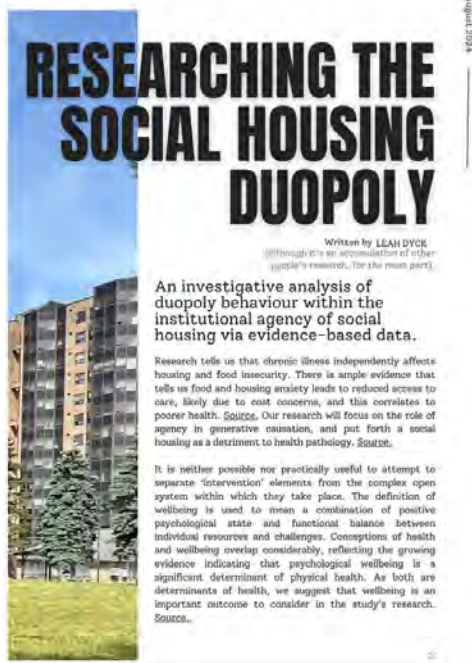 August 2024
RESEARCHING THE
SOCIAL HOUSING
DUOPOLY
Written by LEAH DYCK
(although it's an accumulation of other
people's research, for the most part)
An investigative analysis of
duopoly behaviour within the
institutional agency of social
housing via evidence-based data.
Research tells us that chronic illness independently affects
housing and food insecurity. There is ample evidence that
tells us food and housing anxiety leads to reduced access to
care, likely due to cost concerns, and this correlates to
poorer health. Source. Our research will focus on the role of
agency in generative causation, and put forth a social
housing as a detriment to health pathology. Source.
It is neither possible nor practically useful to attempt to
separate 'intervention' elements from the complex open
system within which they take place. The definition of
wellbeing is used to mean a combination of positive
psychological state and functional balance between
individual resources and challenges. Conceptions of health
and wellbeing overlap considerably, reflecting the growing
evidence indicating that psychological wellbeing is a
significant determinant of physical health. As both are
determinants of health, we suggest that wellbeing is an
important outcome to consider in the study's research.
Source.